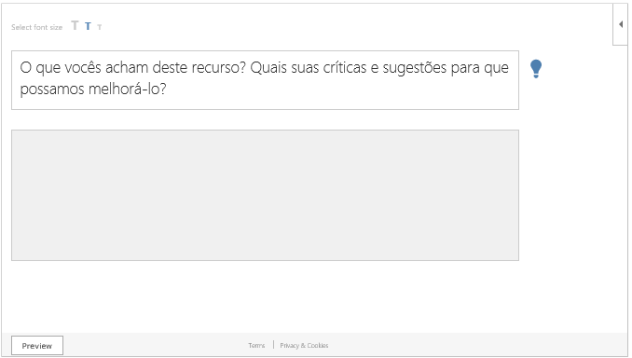 Select font size T T T
O que vocês acham deste recurso? Quais suas críticas e sugestões para que
possamos melhorá-lo?
Preview
Terms | Privacy & Cookies